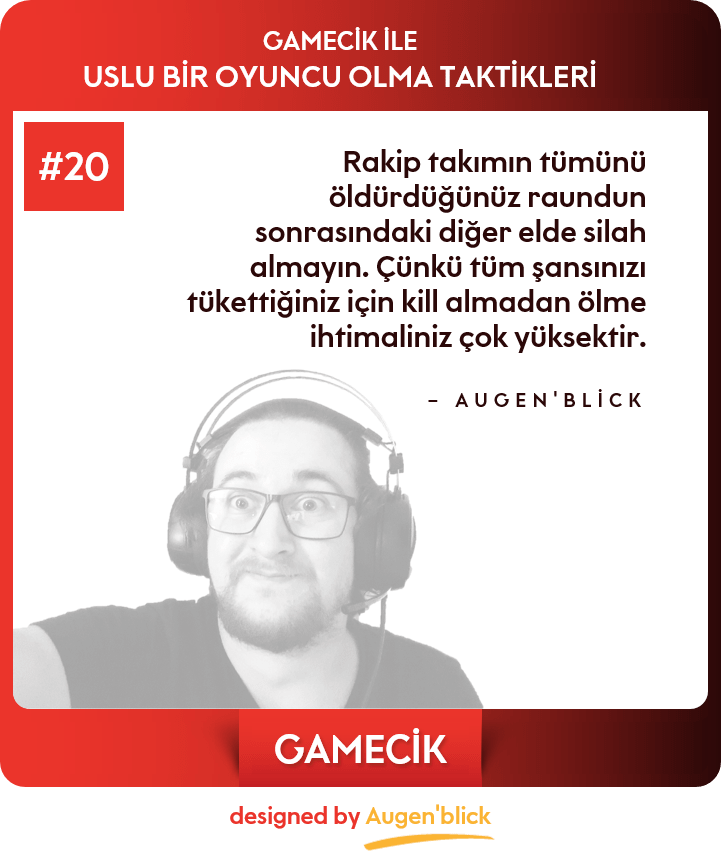 GAMECİK İLE
USLU BİR OYUNCU OLMA TAKTİKLERİ
#20
Rakip takımın tümünü
öldürdüğünüz raundun
sonrasındaki diğer elde silah
almayın. Çünkü tüm şansınızı
tükettiğiniz için kill almadan ölme
ihtimaliniz çok yüksektir.
– AUGEN'BLİCK
GAMECİK
designed by Augen'blick